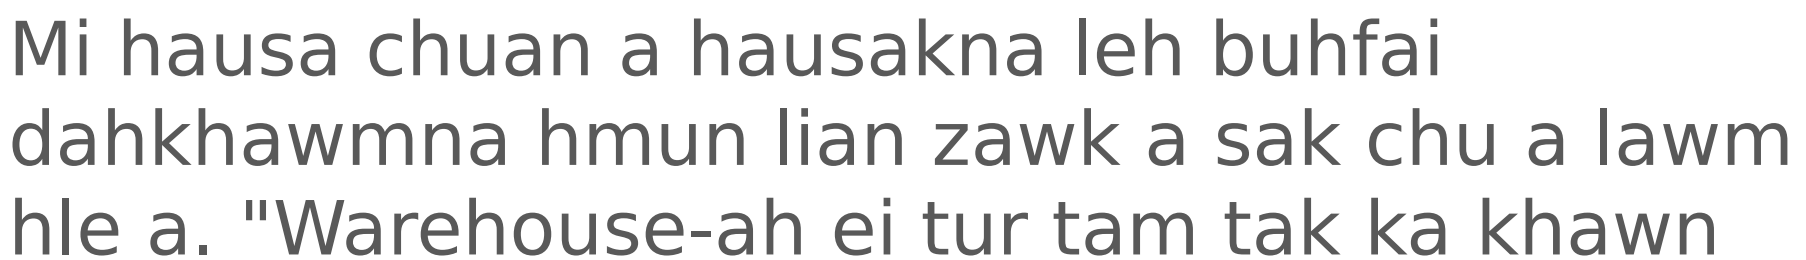 Mi hausa chuan a hausakna leh buhfai
dahkhawmna hmun lian zawk a sak chu a lawm
hle a. "Warehouse-ah ei tur tam tak ka khawn